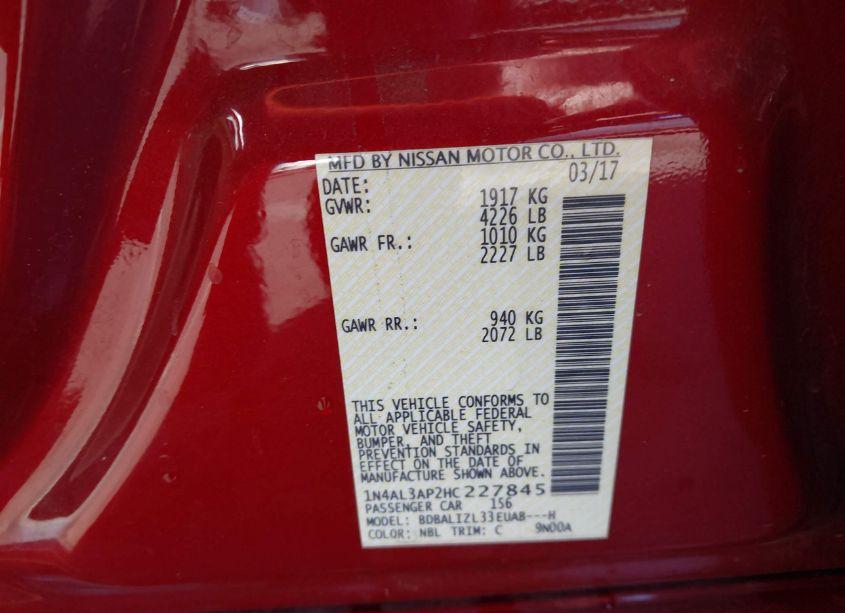 MFD BY NISSAN MOTOR CO., LTD.
DATE: 03/17
GVWR: 1917 KG
4226 LB
GAWR FR.: 1010 KG
2227 LB
GAWR RR.: 940 KG
2072 LB
THIS VEHICLE CONFORMS TO
ALL APPLICABLE FEDERAL
MOTOR VEHICLE SAFETY,
BUMPER, AND THEFT
PREVENTION STANDARDS IN
EFFECT ON THE DATE OF
MANUFACTURE SHOWN ABOVE.
1N4AL3AP2HC227845
PASSENGER CAR 156
MODEL: BDBALIZL33EUAB---H
COLOR: NBL TRIM: C 9N00A